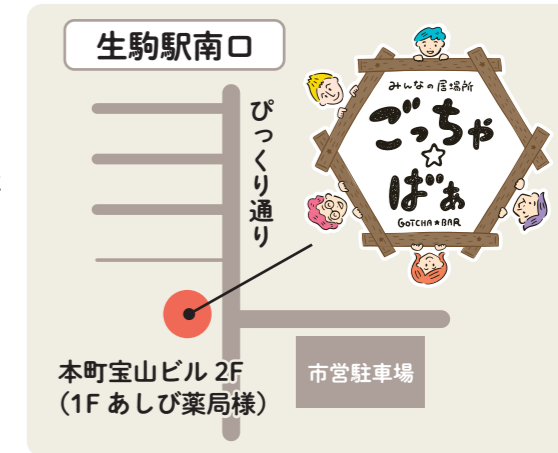 生駒駅南口
ぴっくり通り
みんなの居場所
ごっちゃ
☆
ばぁ
GOTCHA★BAR
本町宝山ビル 2F
（1F あしび薬局様）
市営駐車場